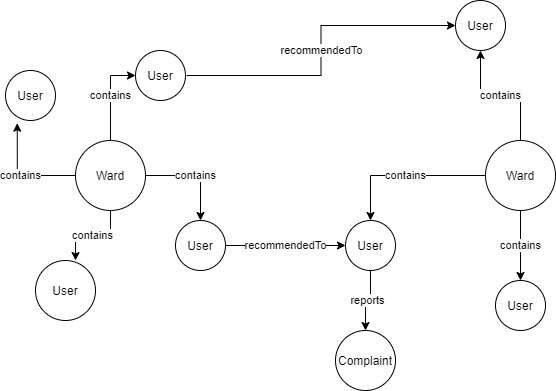 User
recommendedTo
User
User
contains
contains
contains
Ward
contains
contains
Ward
contains
contains
contains
User
recommendedTo
User
User
reports
User
Complaint